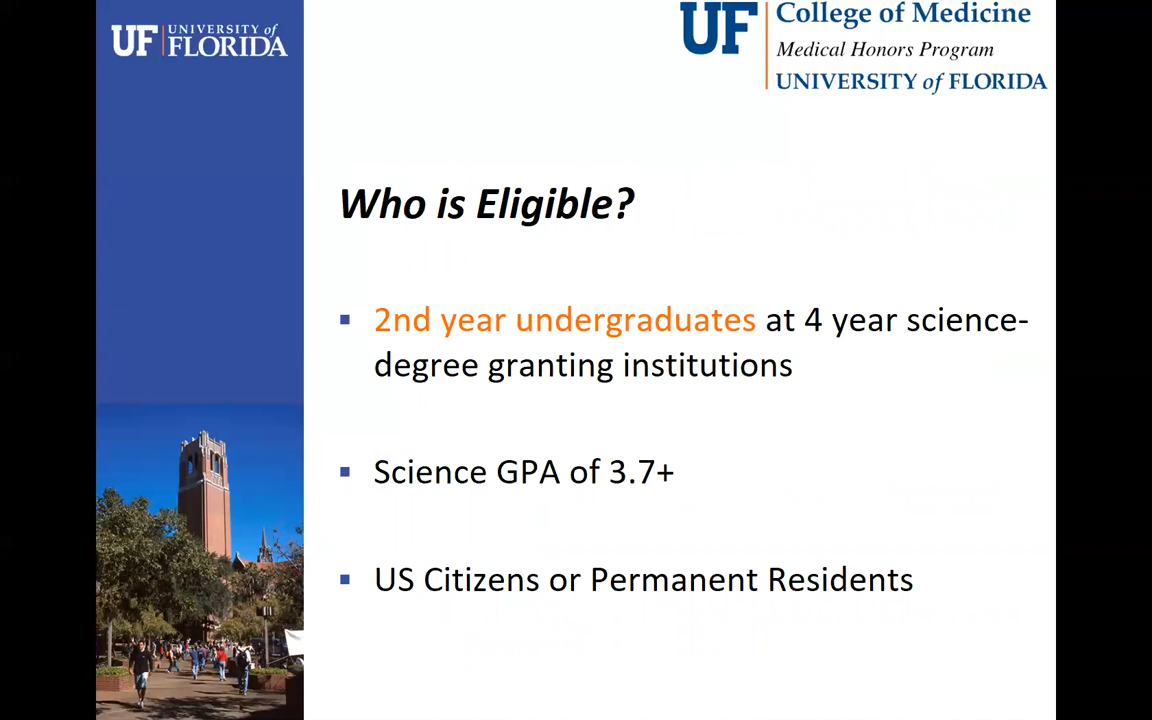 UF UNIVERSITY of
FLORIDA
UF College of Medicine
Medical Honors Program
UNIVERSITY of FLORIDA
Who is Eligible?
▪ 2nd year undergraduates at 4 year science-
degree granting institutions
▪ Science GPA of 3.7+
▪ US Citizens or Permanent Residents